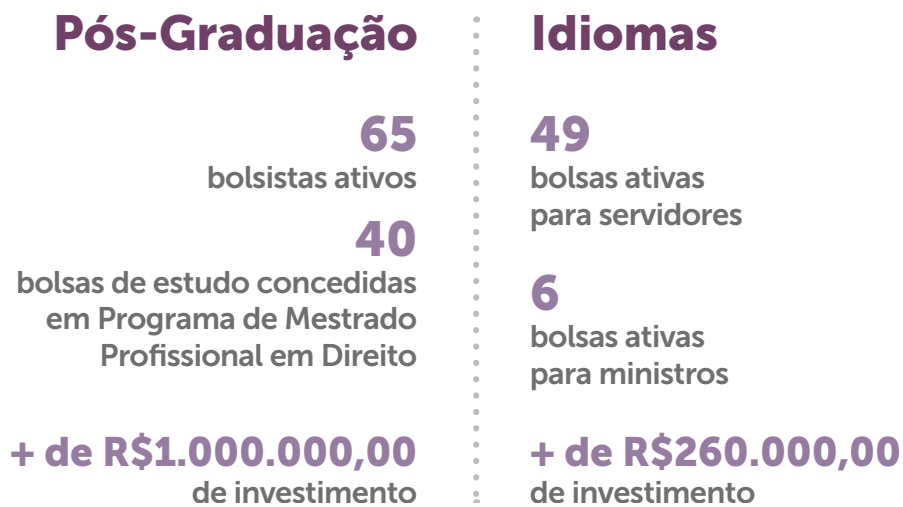 Pós-Graduação
65
bolsistas ativos
40
bolsas de estudo concedidas
em Programa de Mestrado
Profissional em Direito
+ de R$1.000.000,00
de investimento
Idiomas
49
bolsas ativas
para servidores
6
bolsas ativas
para ministros
+ de R$260.000,00
de investimento